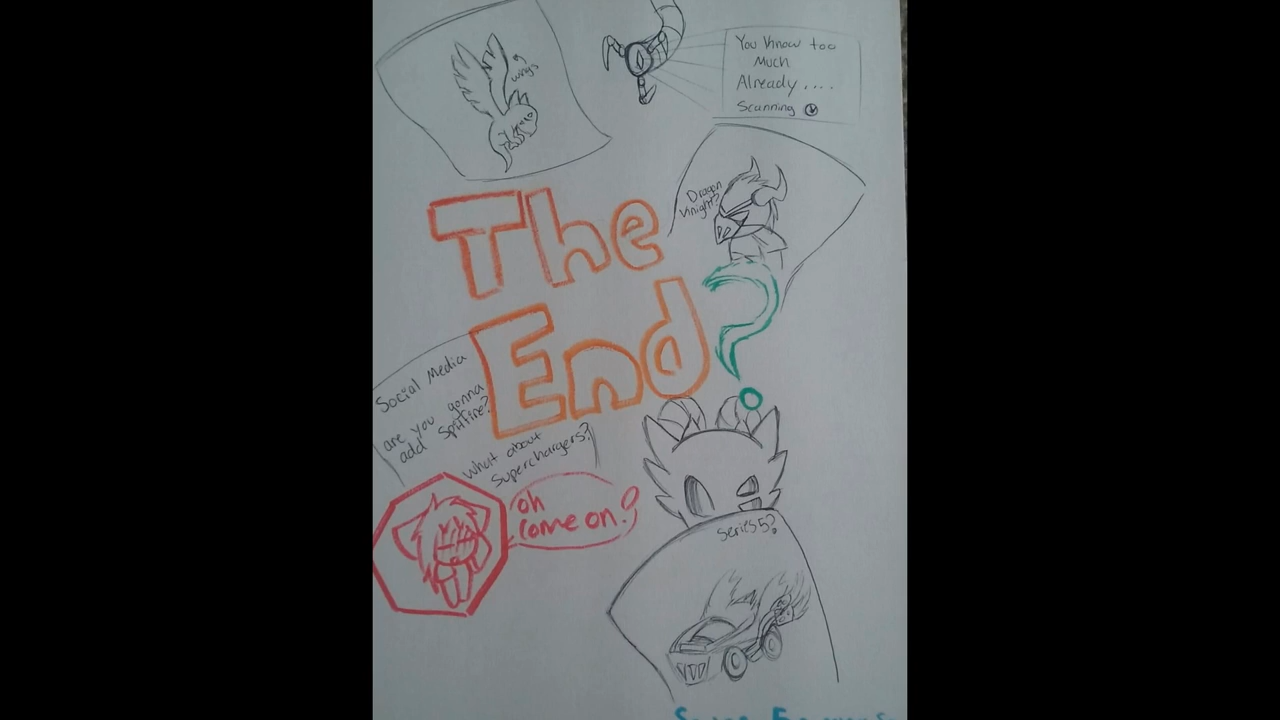 wings?
You Know too
Much
Already....
Scanning
Dragon
Knight?
The
End?
Social Media
are you gonna
add Spitfire?
What about
Superchargers?
oh
come on!
Series 5?